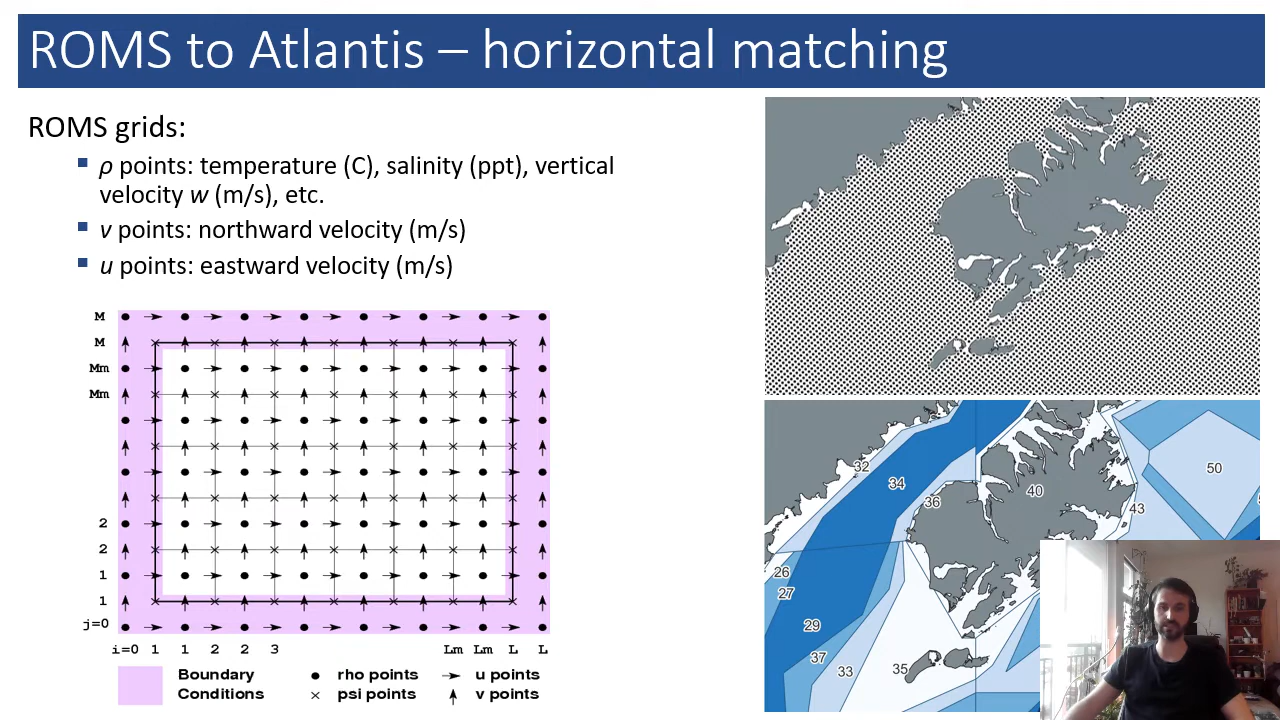 ROMS to Atlantis – horizontal matching
ROMS grids:
ρ points: temperature (C), salinity (ppt), vertical
velocity w (m/s), etc.
v points: northward velocity (m/s)
u points: eastward velocity (m/s)
M
M
Mm
Mm
2
2
1
1
j=0
i=0 1 1 2 2 3 Lm Lm L L
Boundary
Conditions
rho points
psi points
u points
v points
32
34
36
40
43
50
26
27
29
37
33
35